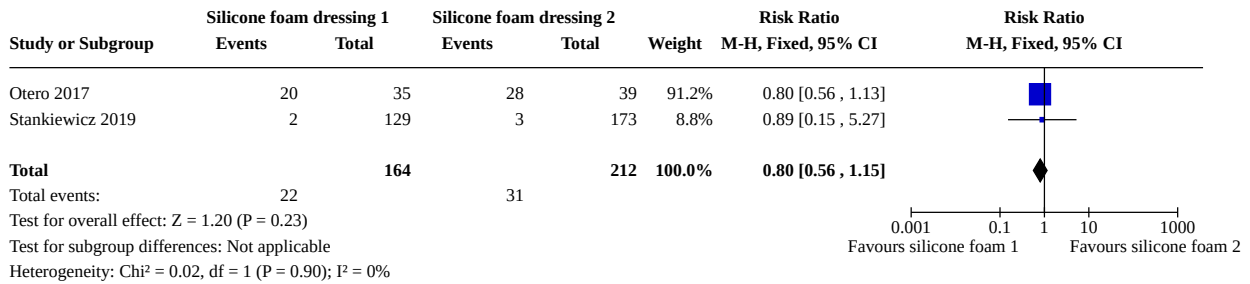 Silicone foam dressing 1 Silicone foam dressing 2 Risk Ratio Risk Ratio
Study or Subgroup Events Total Events Total Weight M-H, Fixed, 95% CI M-H, Fixed, 95% CI
Otero 2017 20 35 28 39 91.2% 0.80 [0.56 , 1.13]
Stankiewicz 2019 2 129 3 173 8.8% 0.89 [0.15 , 5.27]
Total 164 212 100.0% 0.80 [0.56 , 1.15]
Total events: 22 31
Test for overall effect: Z = 1.20 (P = 0.23)
0.001 0.1 1 10 1000
Test for subgroup differences: Not applicable
Favours silicone foam 1 Favours silicone foam 2
Heterogeneity: Chi² = 0.02, df = 1 (P = 0.90); I² = 0%